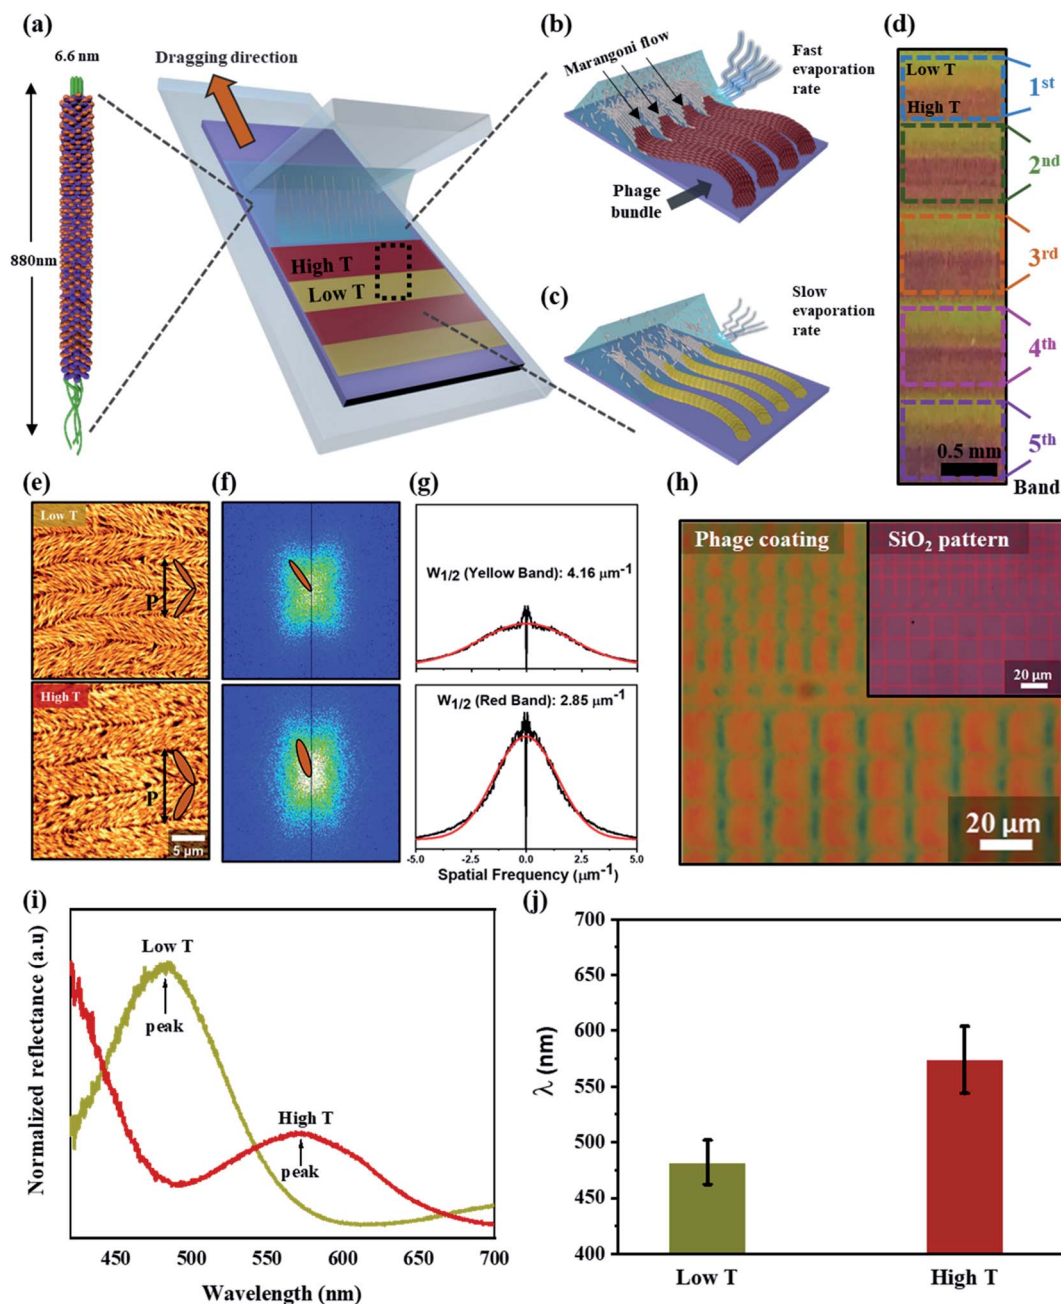 (a)
6.6 nm
880nm
Dragging direction
High T
Low T
(b)
Marangoni flow
Fast
evaporation
rate
Phage
bundle
(c)
Slow
evaporation
rate
(d)
Low T
High T
1st
2nd
3rd
4th
5th
0.5 mm
Band
(e)
Low T
P
High T
P
5 μm
(f)
(g)
W1/2 (Yellow Band): 4.16 μm-1
W1/2 (Red Band): 2.85 μm-1
-5.0 -2.5 0.0 2.5 5.0
Spatial Frequency (μm-1)
(h)
Phage coating
SiO2 pattern
20 μm
20 μm
(i)
Normalized reflectance (a.u)
Low T
peak
High T
peak
450 500 550 600 650 700
Wavelength (nm)
(j)
700
650
600
550
500
450
400
λ (nm)
Low T
High T